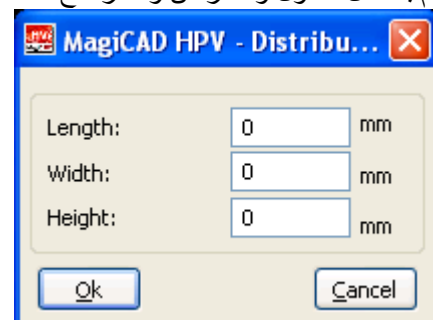 MagiCAD HPV - Distribu...
Length: 0 mm
Width: 0 mm
Height: 0 mm
Ok Cancel